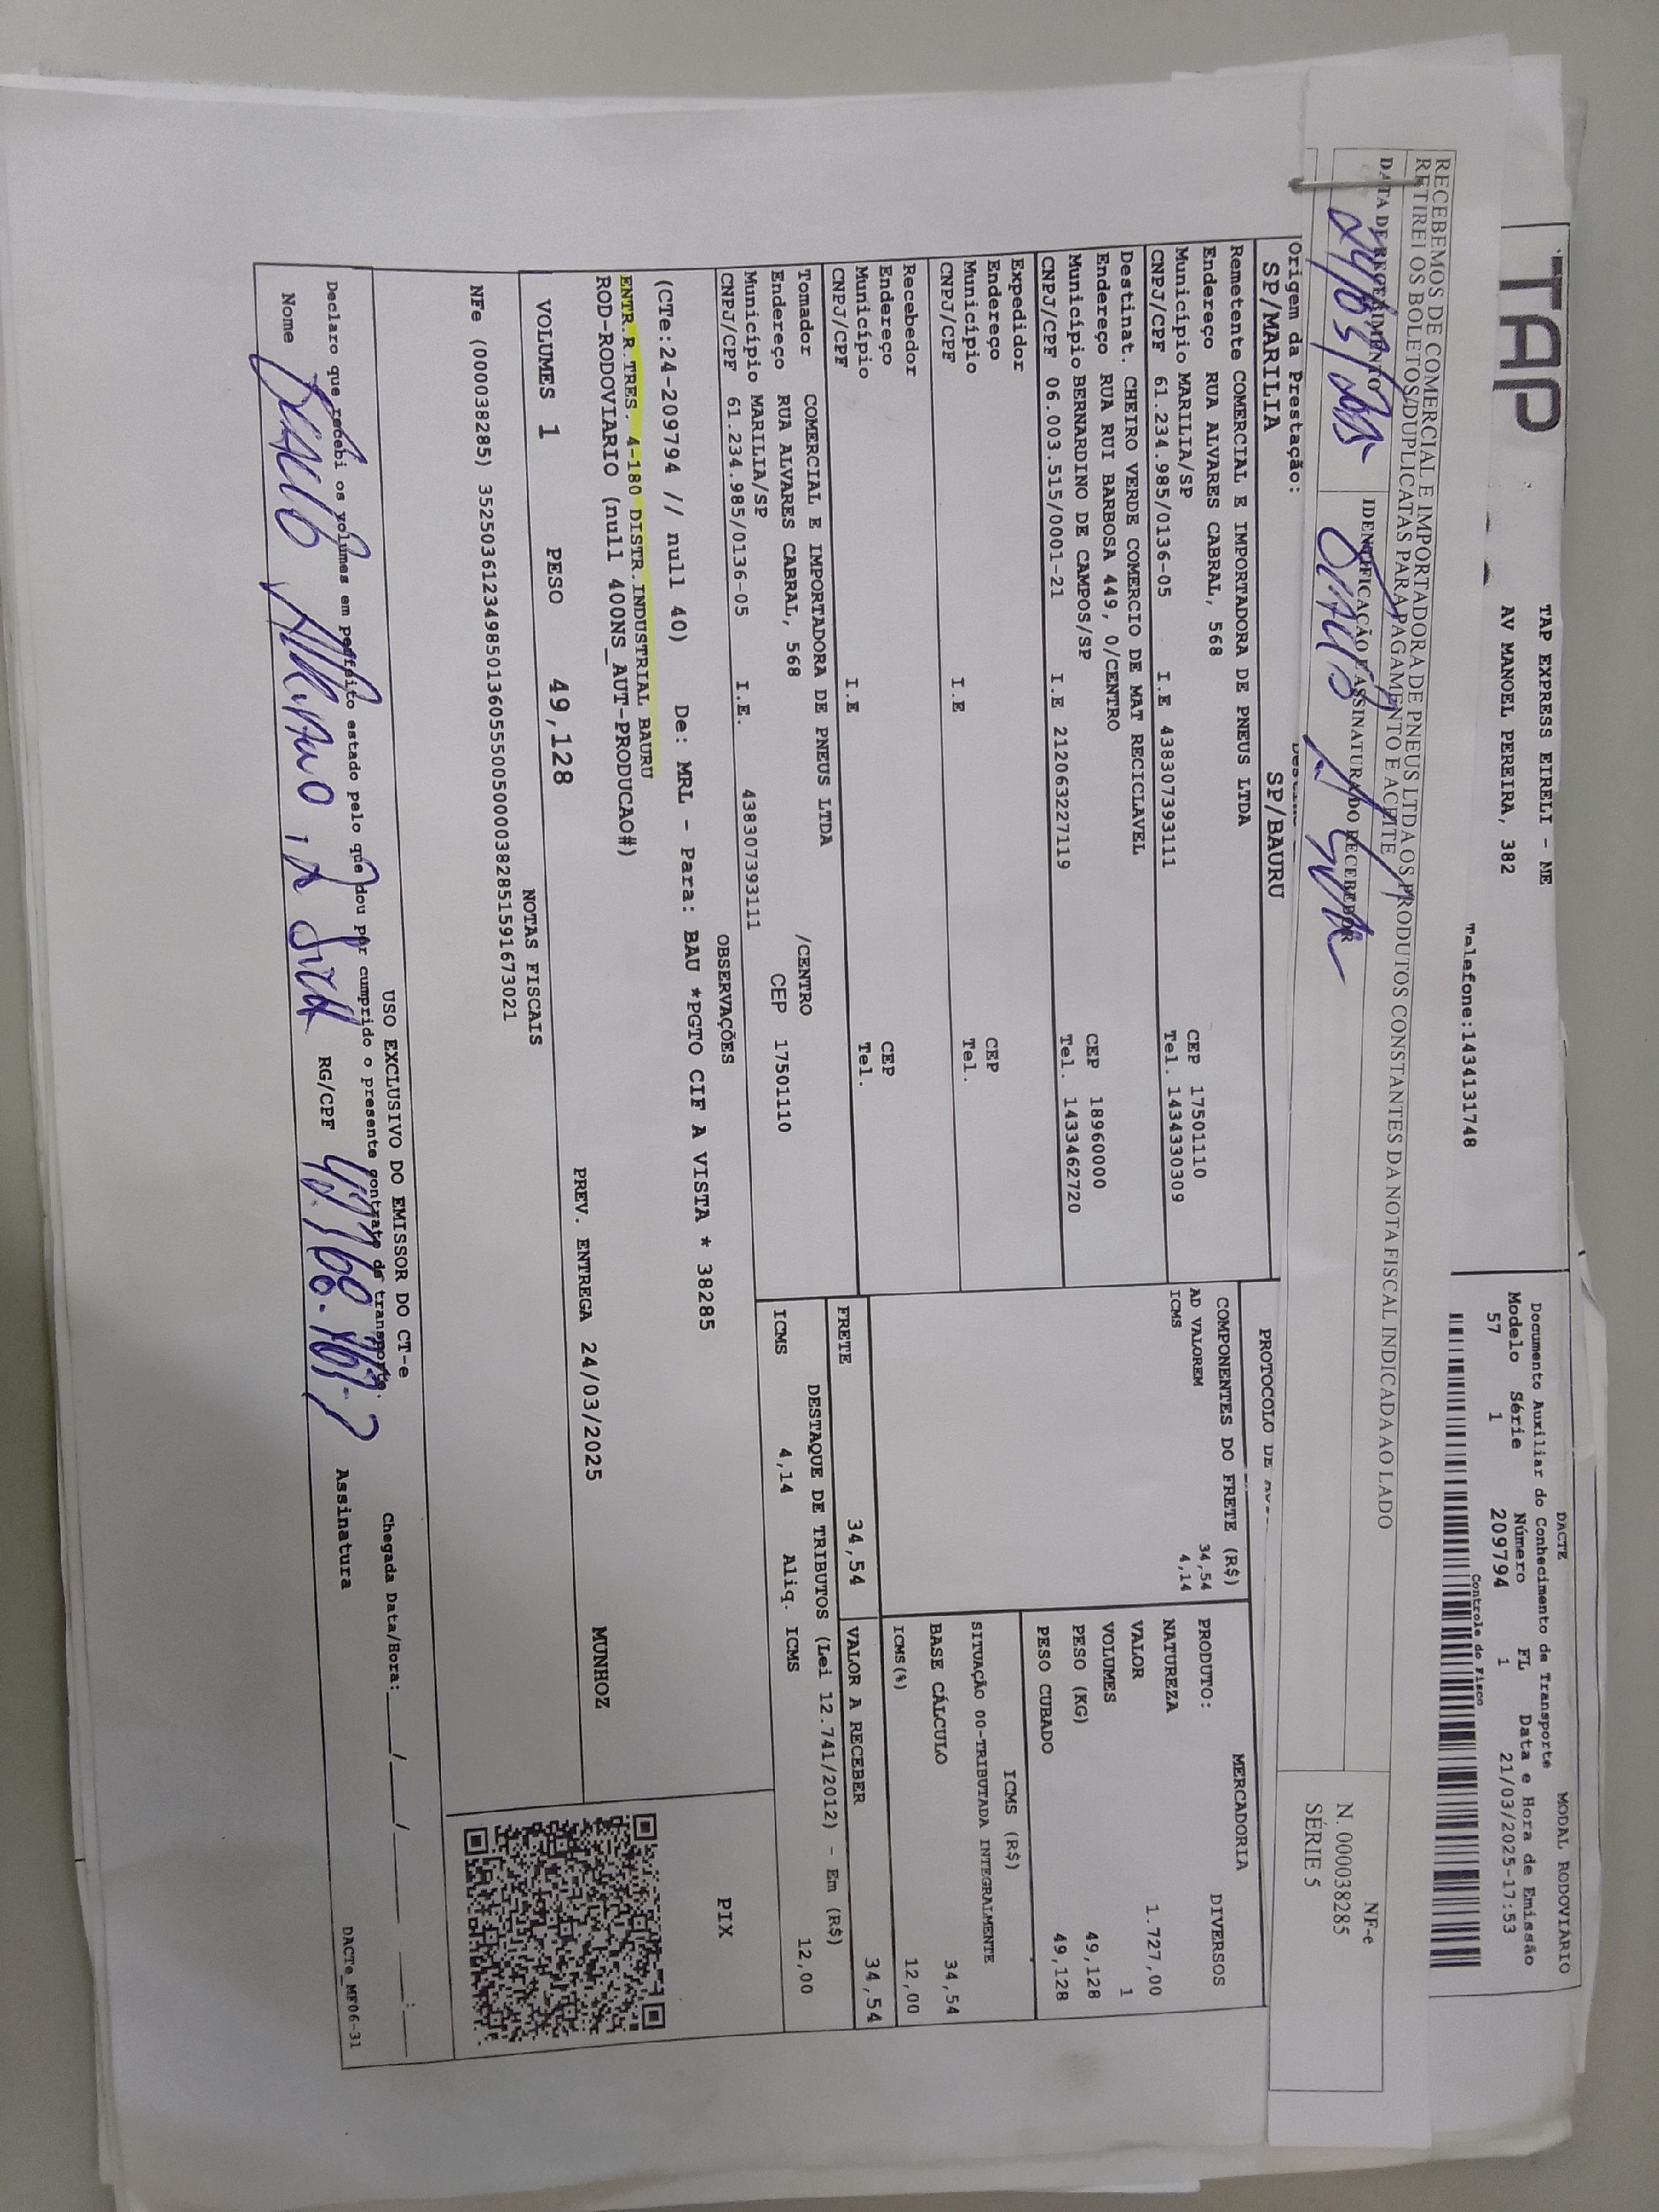 TAP
TAP EXPRESS EIRELI - ME
AV MANOEL PEREIRA, 382
Telefone:1434131748
DACTE
MODAL RODOVIÁRIO
Documento Auxiliar do Conhecimento de Transporte
Modelo Série Número FL Data e Hora de Emissão
57 1 209794 1 21/03/2025-17:53
Controle do Fisco
RECEBEMOS DE COMERCIAL E IMPORTADORA DE PNEUS LTDA OS PRODUTOS CONSTANTES DA NOTA FISCAL INDICADA AO LADO
RETIREI OS BOLETOS/DUPLICATAS PARA PAGAMENTO E ACEITE
DATA DE RECEBIMENTO
IDENTIFICAÇÃO E ASSINATURA DO RECEBEDOR
NF-e
N. 000038285
SÉRIE 5
Origem da Prestação:
SP/MARILIA
SP/BAURU
PROTOCOLO DE
Remetente COMERCIAL E IMPORTADORA DE PNEUS LTDA
Endereço RUA ALVARES CABRAL, 568
Município MARILIA/SP CEP 17501110
CNPJ/CPF 61.234.985/0136-05 I.E 438307393111 Tel. 1434330309
Destinat. CHEIRO VERDE COMERCIO DE MAT RECICLAVEL
Endereço RUA RUI BARBOSA 449, 0/CENTRO
Município BERNARDINO DE CAMPOS/SP CEP 18960000
CNPJ/CPF 06.003.515/0001-21 I.E 212063227119 Tel. 1433462720
Expedidor
Endereço
Município CEP
CNPJ/CPF I.E Tel.
Recebedor
Endereço
Município CEP
CNPJ/CPF I.E Tel.
Tomador COMERCIAL E IMPORTADORA DE PNEUS LTDA
Endereço RUA ALVARES CABRAL, 568 /CENTRO
Município MARILIA/SP CEP 17501110
CNPJ/CPF 61.234.985/0136-05 I.E. 438307393111
COMPONENTES DO FRETE (R$)
AD VALOREM 34,54
ICMS 4,14
MERCADORIA
PRODUTO: DIVERSOS
NATUREZA
VALOR 1.727,00
VOLUMES 1
PESO (KG) 49,128
PESO CUBADO 49,128
ICMS (R$)
SITUAÇÃO 00-TRIBUTADA INTEGRALMENTE
BASE CÁLCULO 34,54
ICMS(%) 12,00
FRETE 34,54
VALOR A RECEBER 34,54
DESTAQUE DE TRIBUTOS (Lei 12.741/2012) - Em (R$)
ICMS 4,14 Aliq. ICMS 12,00
OBSERVAÇÕES
(CTe:24-209794 // null 40) De: MRL - Para: BAU *PGTO CIF A VISTA * 38285
ENTR.R.TRES. 4-180 DISTR.INDUSTRIAL BAURU
ROD-RODOVIARIO (null 400NS_AUT-PRODUCAO#)
PIX
VOLUMES 1 PESO 49,128 PREV. ENTREGA 24/03/2025 MUNHOZ
NOTAS FISCAIS
NFe (000038285) 35250361234985013605550050000382851591673021
USO EXCLUSIVO DO EMISSOR DO CT-e
Declaro que recebi os volumes em perfeito estado pelo que dou por cumprido o presente contrato de transporte.
Chegada Data/Hora:____/____/______ ___:___
Nome
RG/CPF
Assinatura
DACTe_MF06-31